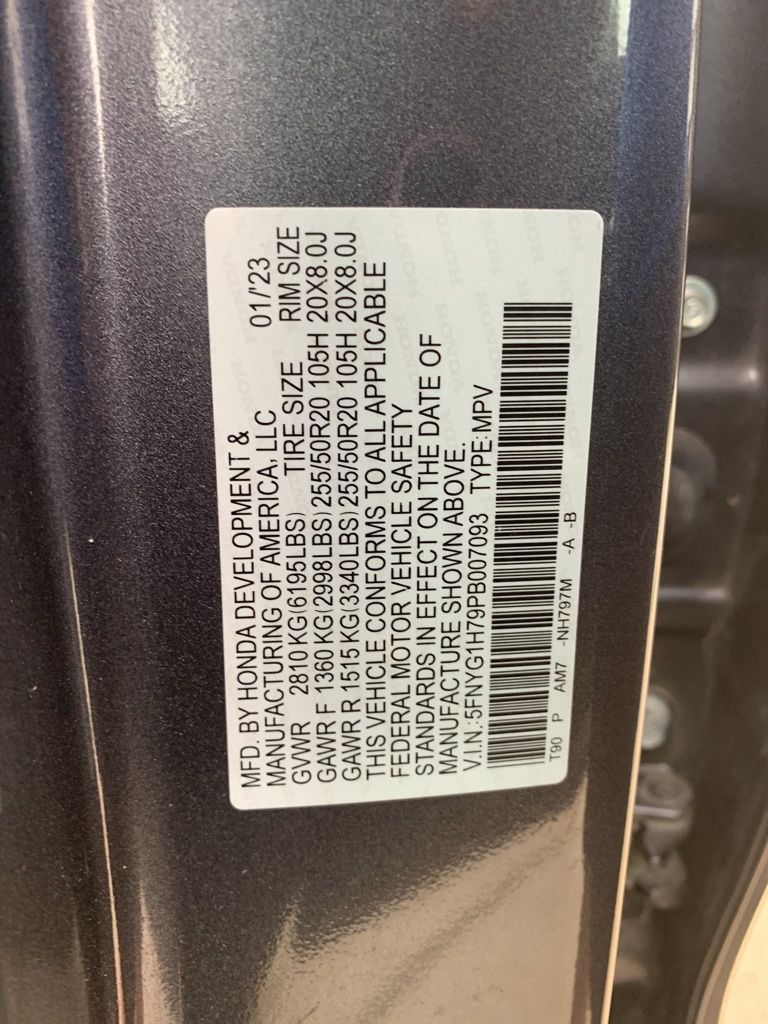 MFD. BY HONDA DEVELOPMENT &
MANUFACTURING OF AMERICA, LLC 01/'23
GVWR 2810 KG(6195LBS) TIRE SIZE RIM SIZE
GAWR F 1360 KG(2998LBS) 255/50R20 105H 20X8.0J
GAWR R 1515 KG(3340LBS) 255/50R20 105H 20X8.0J
THIS VEHICLE CONFORMS TO ALL APPLICABLE
FEDERAL MOTOR VEHICLE SAFETY
STANDARDS IN EFFECT ON THE DATE OF
MANUFACTURE SHOWN ABOVE.
V.I.N.:5FNYG1H79PB007093 TYPE:MPV
T90 P AM7 -NH797M -A -B